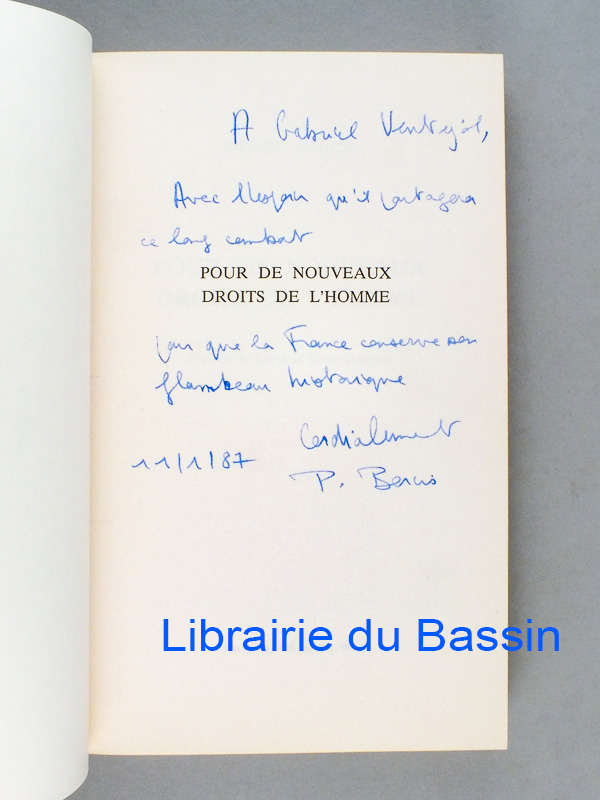 A Gabriel Ventejol,
Avec l'espoir qu'il partagera
ce long combat
POUR DE NOUVEAUX
DROITS DE L'HOMME
pour que la France conserve son
flambeau historique
Cordialement
11/1/87
P. Bercis
Librairie du Bassin